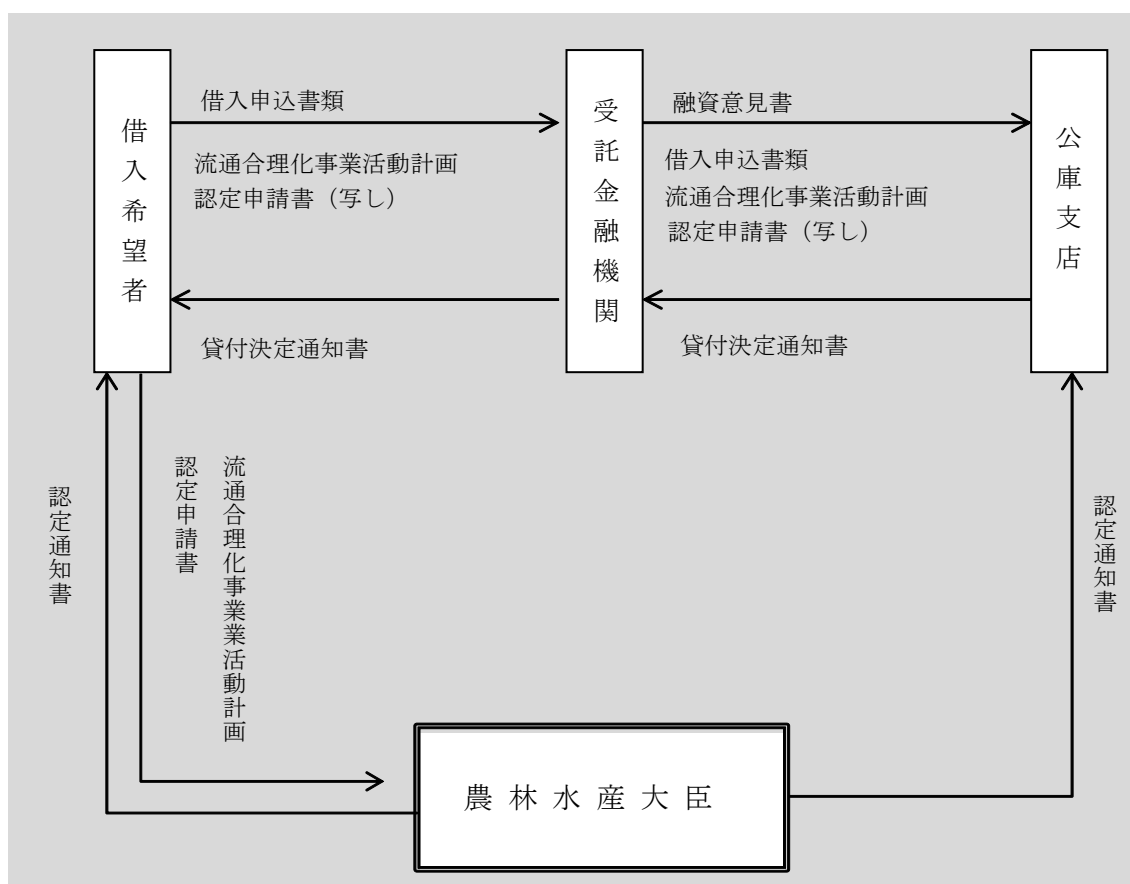 借入希望者
借入申込書類
流通合理化事業活動計画
認定申請書（写し）
貸付決定通知書
受託金融機関
融資意見書
借入申込書類
流通合理化事業活動計画
認定申請書（写し）
貸付決定通知書
公庫支店
認定通知書
流通合理化事業業活動計画
認定申請書
認定通知書
農林水産大臣